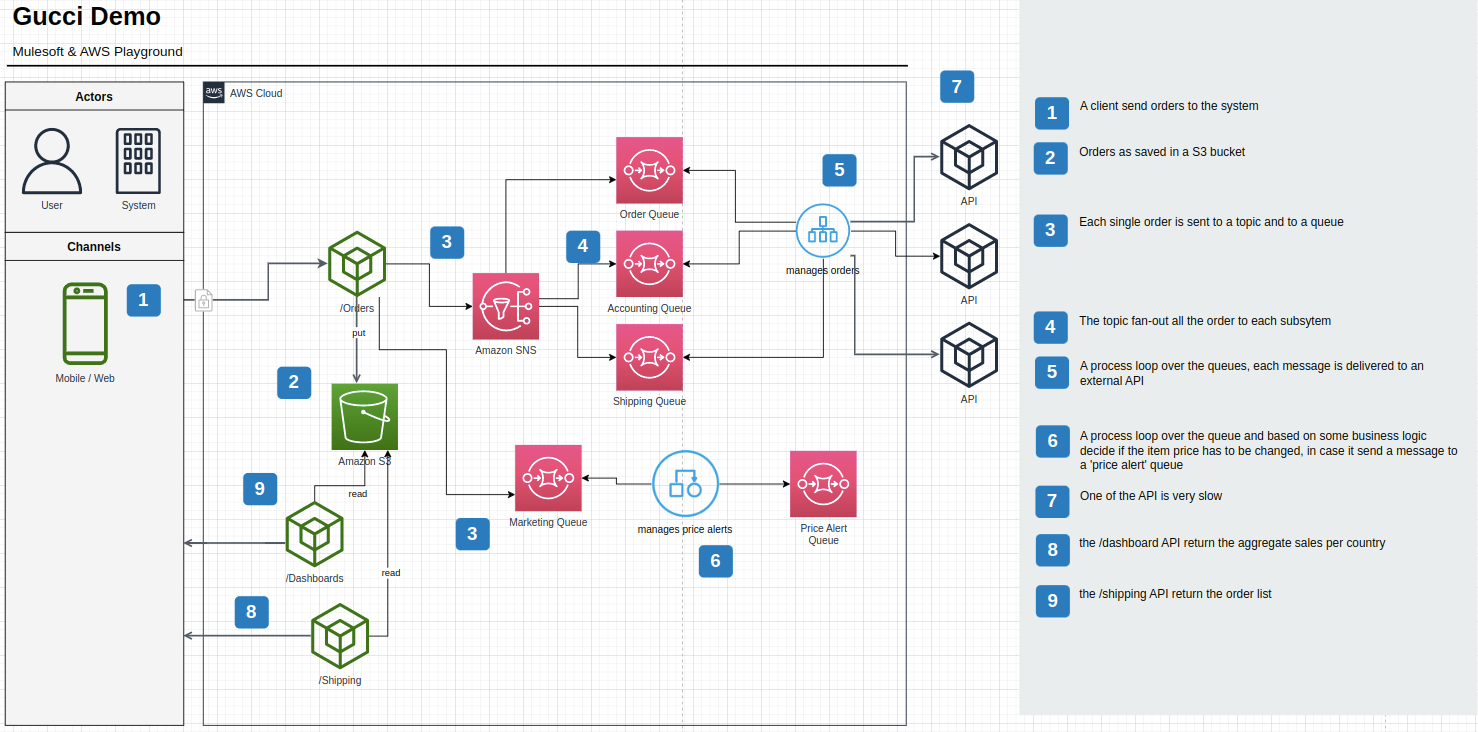 Gucci Demo
Mulesoft & AWS Playground
Actors
User
System
Channels
1
Mobile / Web
aws
AWS Cloud
/Orders
put
2
Amazon S3
read
9
/Dashboards
read
8
/Shipping
3
Amazon SNS
4
Order Queue
Accounting Queue
Shipping Queue
5
manages orders
7
API
API
API
3
Marketing Queue
manages price alerts
6
Price Alert
Queue
1
A client send orders to the system
2
Orders as saved in a S3 bucket
3
Each single order is sent to a topic and to a queue
4
The topic fan-out all the order to each subsytem
5
A process loop over the queues, each message is delivered to an
external API
6
A process loop over the queue and based on some business logic
decide if the item price has to be changed, in case it send a message to
a 'price alert' queue
7
One of the API is very slow
8
the /dashboard API return the aggregate sales per country
9
the /shipping API return the order list